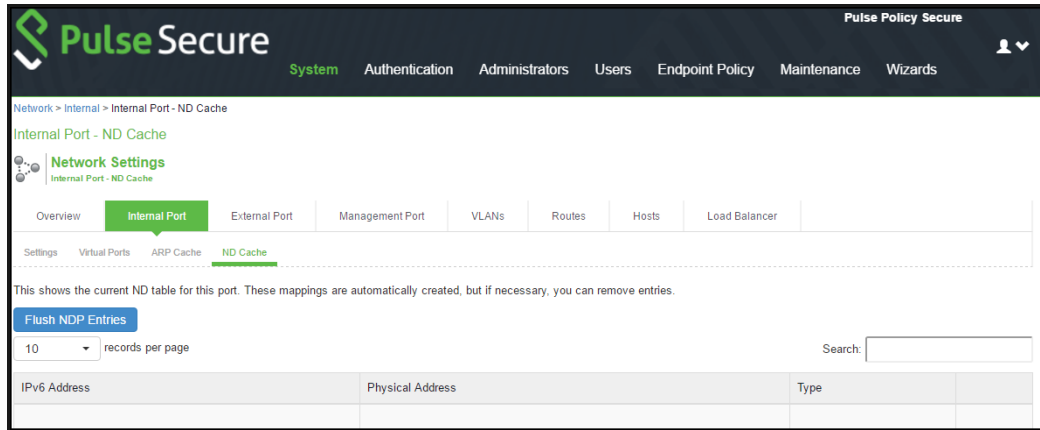 Pulse Policy Secure
Pulse Secure
System Authentication Administrators Users Endpoint Policy Maintenance Wizards
Network > Internal > Internal Port - ND Cache
Internal Port - ND Cache
Network Settings
Internal Port - ND Cache
Overview Internal Port External Port Management Port VLANs Routes Hosts Load Balancer
Settings Virtual Ports ARP Cache ND Cache
This shows the current ND table for this port. These mappings are automatically created, but if necessary, you can remove entries.
Flush NDP Entries
10 records per page Search:
IPv6 Address Physical Address Type